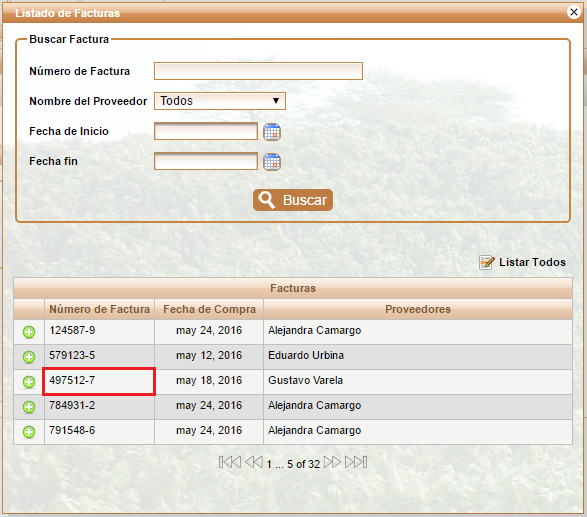 Listado de Facturas
Buscar Factura
Número de Factura
Nombre del Proveedor Todos
Fecha de Inicio
Fecha fin
Buscar
Listar Todos
Facturas
Número de Factura Fecha de Compra Proveedores
124587-9 may 24, 2016 Alejandra Camargo
579123-5 may 12, 2016 Eduardo Urbina
497512-7 may 18, 2016 Gustavo Varela
784931-2 may 24, 2016 Alejandra Camargo
791548-6 may 24, 2016 Alejandra Camargo
1 ... 5 of 32